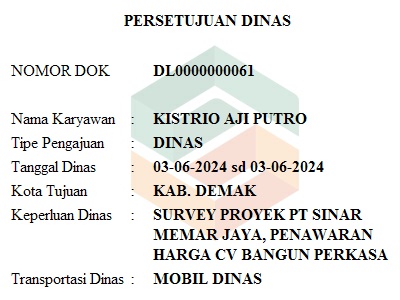 PERSETUJUAN DINAS
NOMOR DOK DL0000000061
Nama Karyawan : KISTRIO AJI PUTRO
Tipe Pengajuan : DINAS
Tanggal Dinas : 03-06-2024 sd 03-06-2024
Kota Tujuan : KAB. DEMAK
Keperluan Dinas : SURVEY PROYEK PT SINAR
MEMAR JAYA, PENAWARAN
HARGA CV BANGUN PERKASA
Transportasi Dinas : MOBIL DINAS